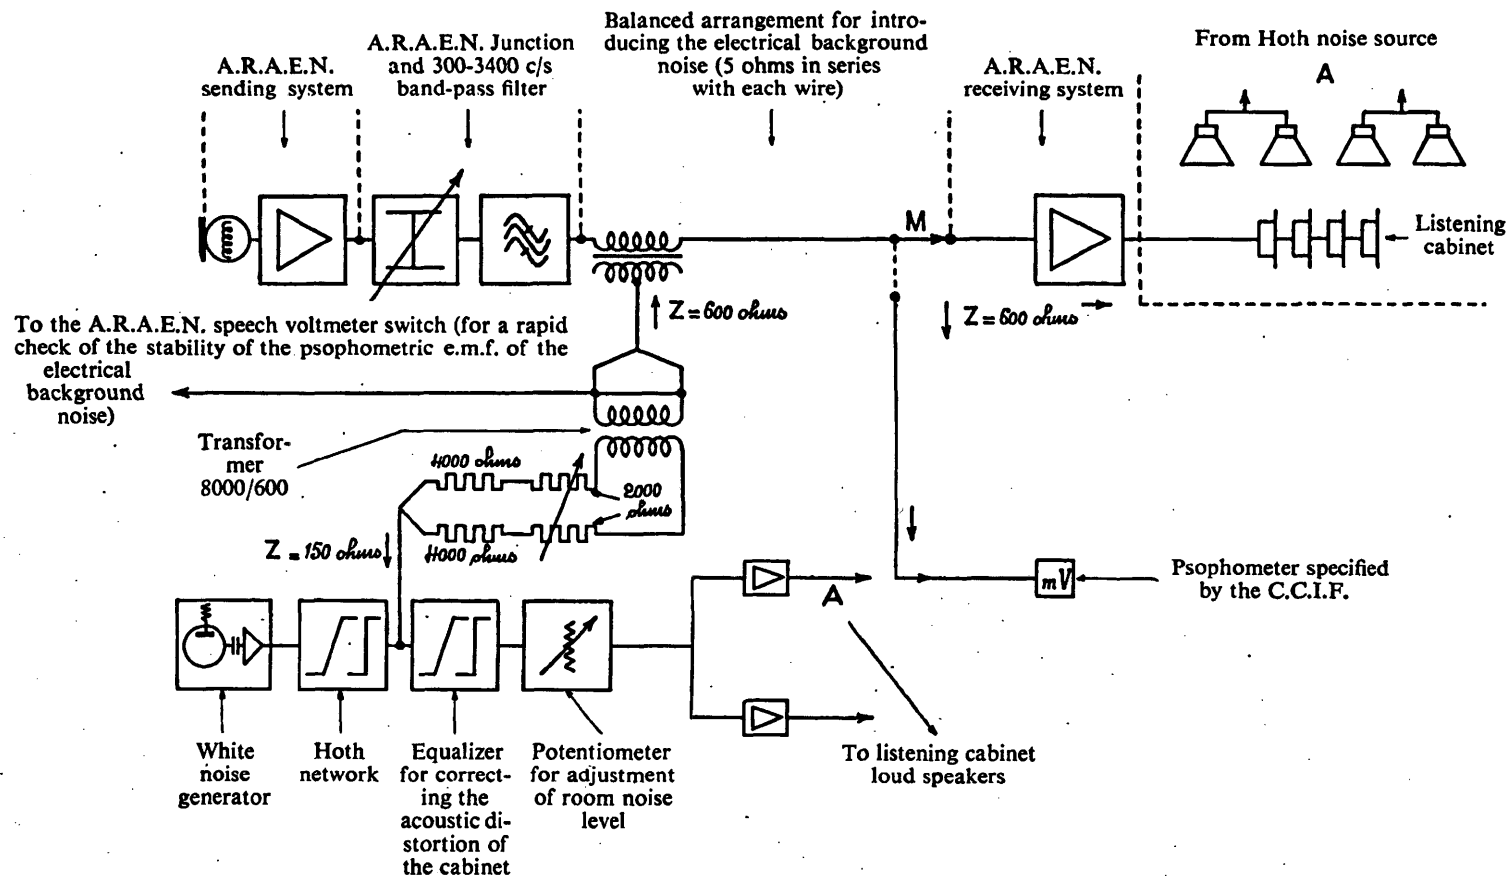 Balanced arrangement for intro-
ducing the electrical background
noise (5 ohms in series
with each wire)
A.R.A.E.N. Junction
and 300-3400 c/s
band-pass filter
A.R.A.E.N.
sending system
A.R.A.E.N.
receiving system
From Hoth noise source
A
M
Listening
cabinet
Z = 600 ohms
Z = 600 ohms
To the A.R.A.E.N. speech voltmeter switch (for a rapid
check of the stability of the psophometric e.m.f. of the
electrical
background
noise)
Transfor-
mer
8000/600
4000 ohms
2000
ohms
4000 ohms
Z = 150 ohms
mV
Psophometer specified
by the C.C.I.F.
A
White
noise
generator
Hoth
network
Equalizer
for correct-
ing the
acoustic di-
stortion of
the cabinet
Potentiometer
for adjustment
of room noise
level
To listening cabinet
loud speakers